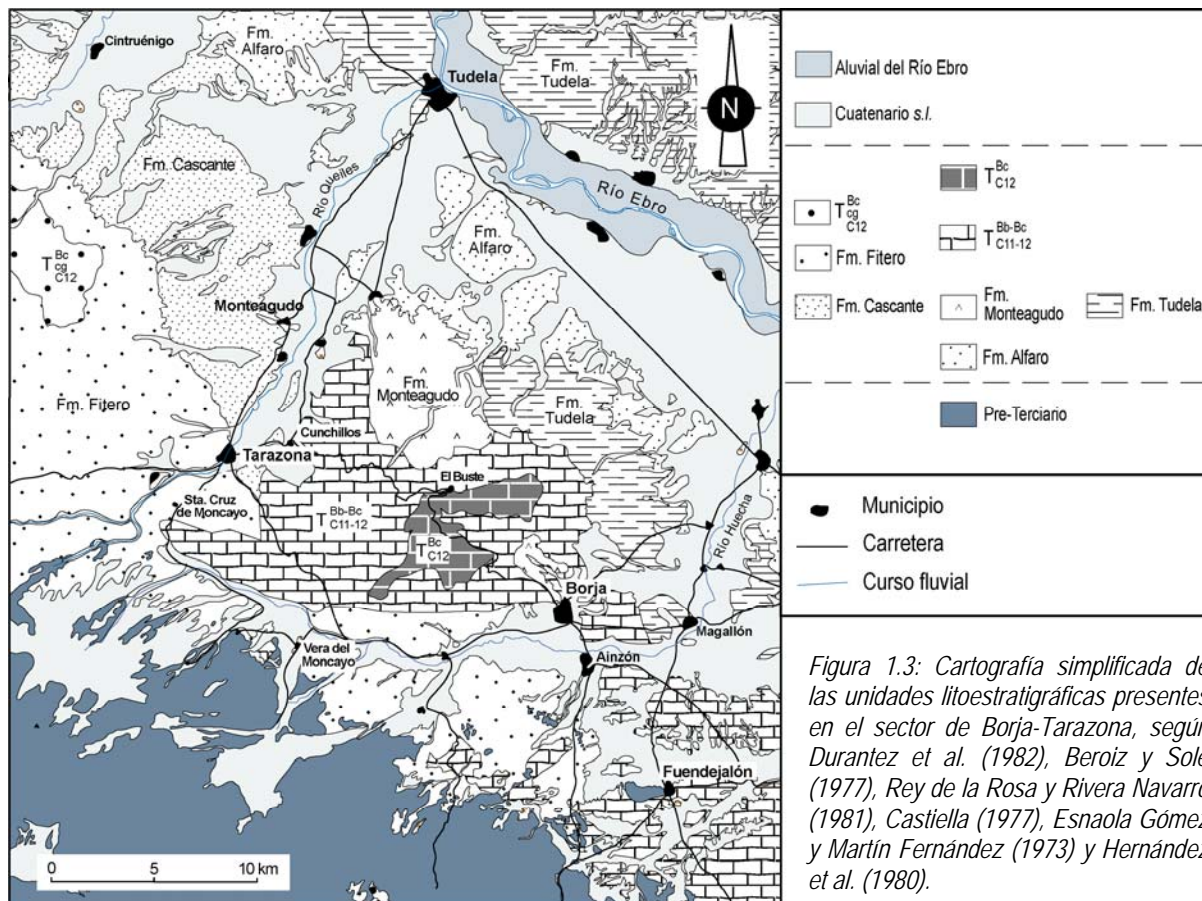 Cintruénigo
Fm.
Alfaro
Tudela
Fm.
Tudela
N
Fm. Cascante
Río Queiles
Río Ebro
Fm.
Alfaro
T Bc
cg
C12
Monteagudo
Fm.
Monteagudo
Fm. Fitero
Fm.
Tudela
Cunchillos
Tarazona
El Buste
Sta. Cruz
de Moncayo
T Bb-Bc
C11-12
T Bc
C12
Río Huecha
Borja
Magallón
Vera del
Moncayo
Ainzón
Fuendejalón
0 5 10 km
Aluvial del Río Ebro
Cuatenario s.l.
T Bc
C12
T Bc
cg
C12
T Bb-Bc
C11-12
Fm. Fitero
Fm. Cascante
Fm.
Monteagudo
Fm. Tudela
Fm. Alfaro
Pre-Terciario
Municipio
Carretera
Curso fluvial
Figura 1.3: Cartografía simplificada de
las unidades litoestratigráficas presentes
en el sector de Borja-Tarazona, según
Durantez et al. (1982), Beroiz y Solé
(1977), Rey de la Rosa y Rivera Navarro
(1981), Castiella (1977), Esnaola Gómez
y Martín Fernández (1973) y Hernández
et al. (1980).